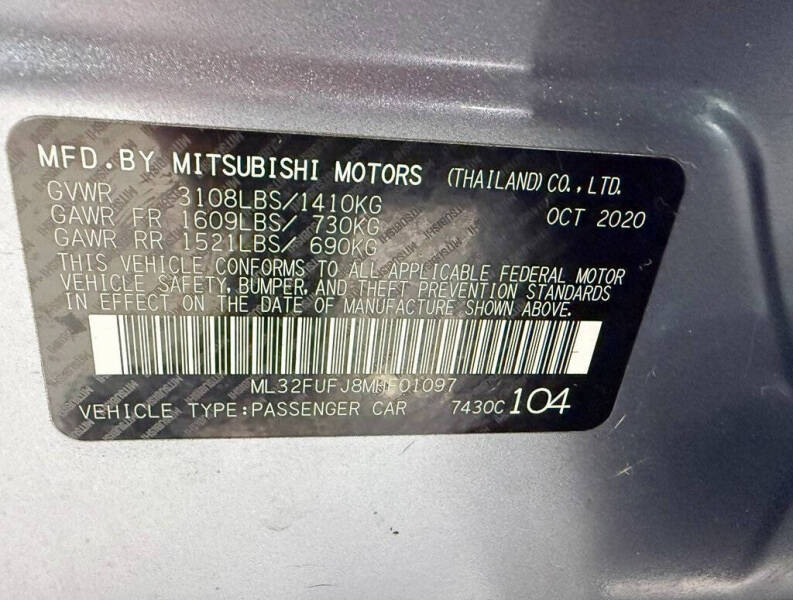 MFD.BY MITSUBISHI MOTORS (THAILAND) CO.,LTD.
GVWR 3108LBS/1410KG OCT 2020
GAWR FR 1609LBS/ 730KG
GAWR RR 1521LBS/ 690KG
THIS VEHICLE CONFORMS TO ALL APPLICABLE FEDERAL MOTOR
VEHICLE SAFETY, BUMPER, AND THEFT PREVENTION STANDARDS
IN EFFECT ON THE DATE OF MANUFACTURE SHOWN ABOVE.
ML32FUFJ8MHF01097
VEHICLE TYPE:PASSENGER CAR 7430C 104